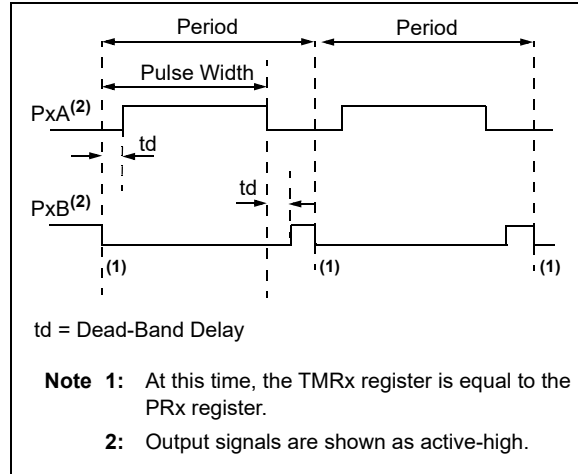 Period Period
Pulse Width
PxA(2)
td
td
PxB(2)
(1) (1) (1)
td = Dead-Band Delay
Note 1: At this time, the TMRx register is equal to the
PRx register.
2: Output signals are shown as active-high.